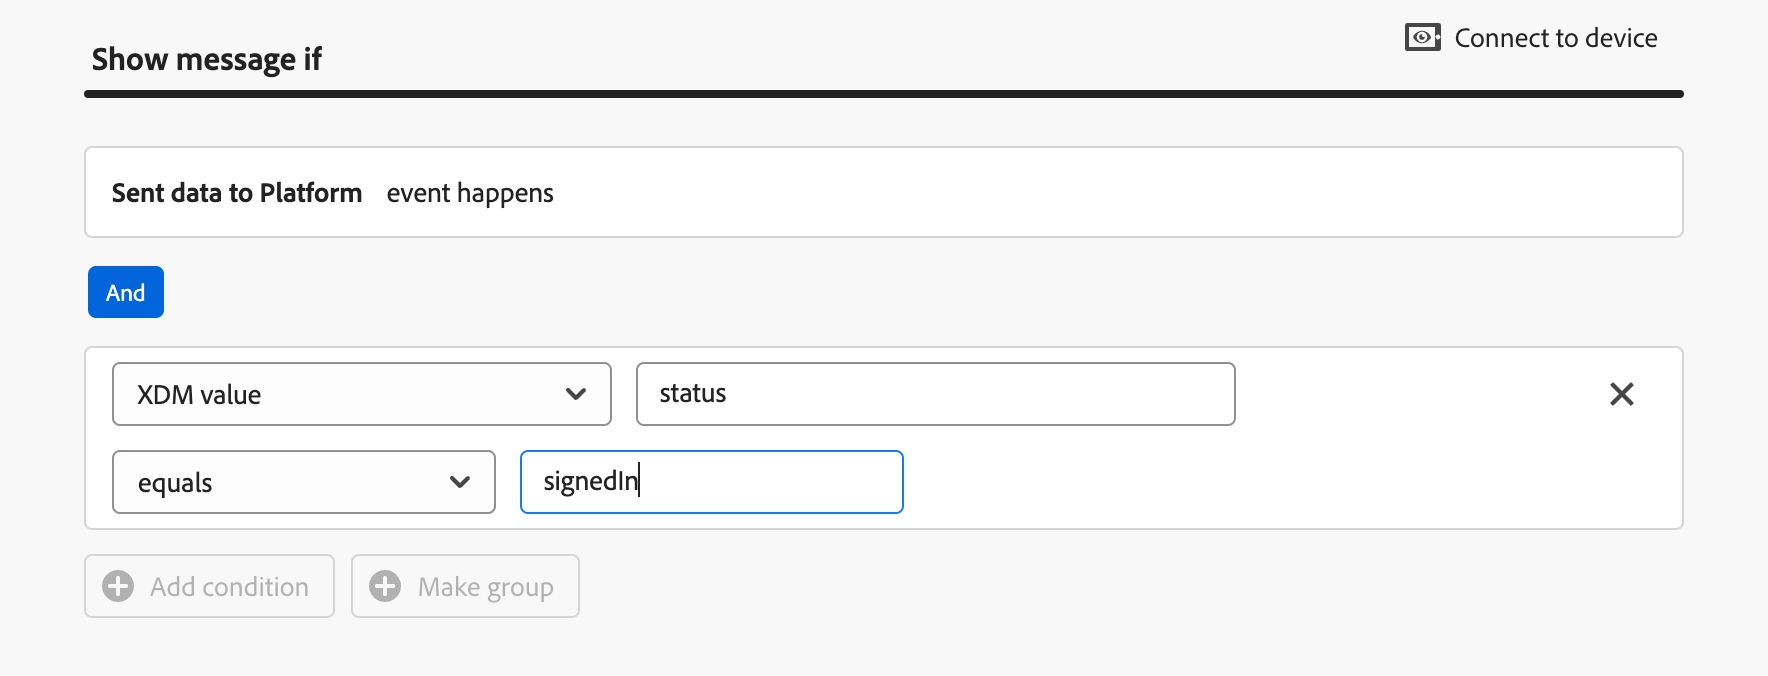 Connect to device
Show message if
Sent data to Platform event happens
And
XDM value status
equals signedIn
Add condition Make group